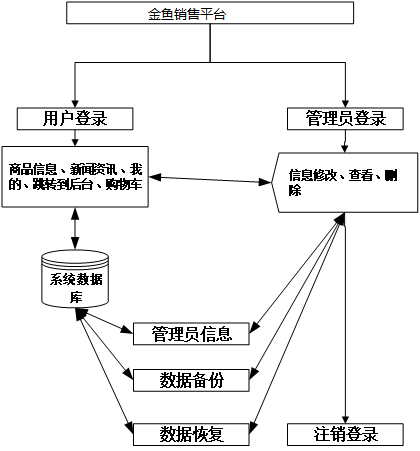 金鱼销售平台
用户登录
管理员登录
商品信息、新闻资讯、我
的、跳转到后台、购物车
信息修改、查看、删
除
系统数据
库
管理员信息
数据备份
数据恢复
注销登录